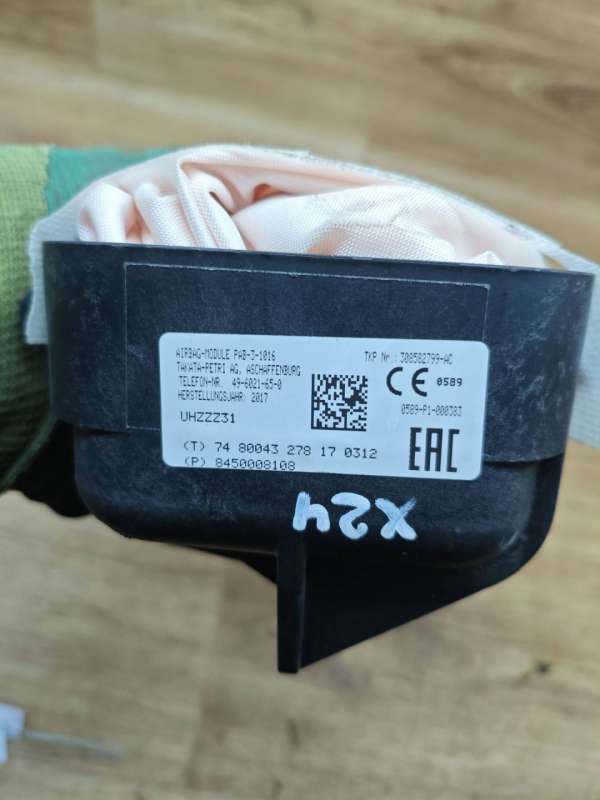 AIRBAG-MODULE PAB-3-1016
TAKATA-PETRI AG, ASCHAFFENBURG
TELEFON-NR. 49-6021-65-0
HERSTELLUNGSJAHR: 2017
UHZZZ31
TKP Nr.: 308582799-AC
CE 0589
0589-P1-000383
(T) 74 80043 278 17 0312
(P) 8450008108
EAC
X24